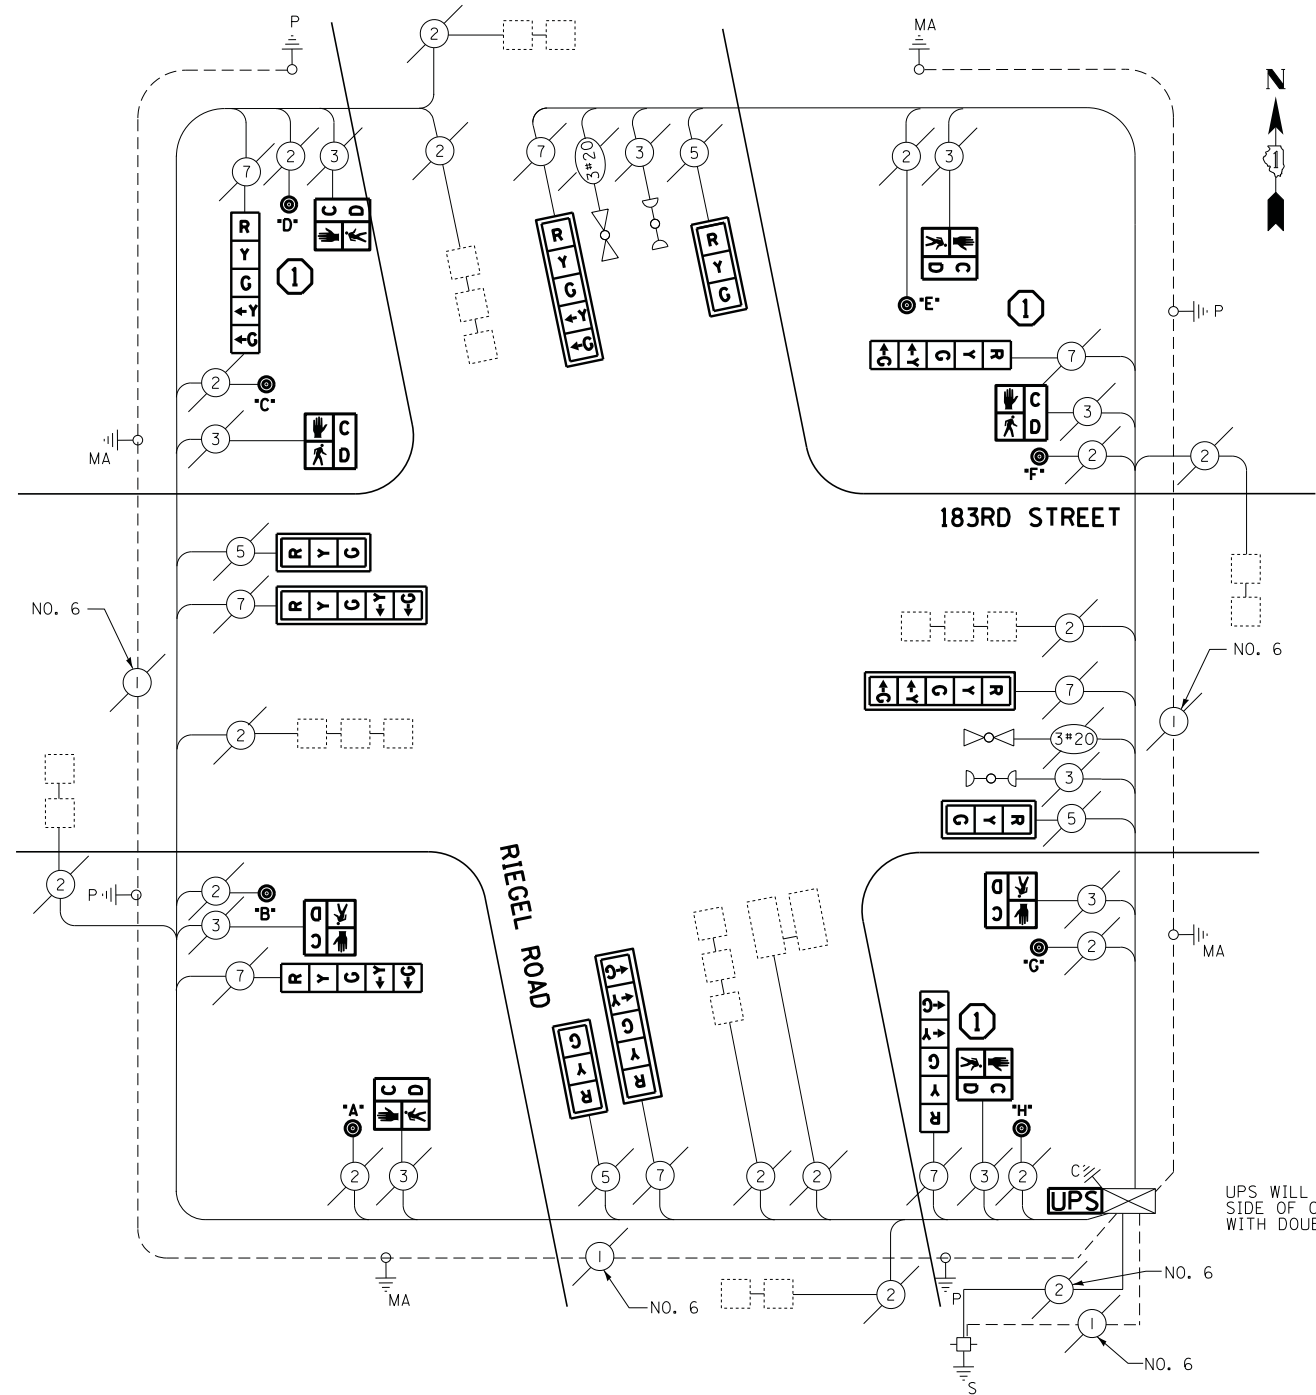 P
2
MA
N
1
7
2
3
2
7
3#20
3
5
2
3
"D"
C D
R
Y
G
←Y
←G
1
R
Y
G
←Y
←G
R
Y
G
C
D
"E"
1
P
2
"C"
3
C
D
MA
G Y G Y R
7
C
D
3
"F"
2
2
183RD STREET
5
R Y G
7
R Y G ←Y ←G
NO. 6
1
2
2
←G ←Y G Y R
7
3#20
3
G Y R
5
NO. 6
1
2
P
2
"B"
3
D
C
7
R Y G ←Y ←G
RIEGEL ROAD
D
C
3
"G"
2
MA
←G
←Y
G
Y
R
G
Y
R
←G
←Y
G
Y
R
1
D
C
"H"
"A"
C D
2
3
5
7
2
2
7
3
2
C
UPS
UPS WILL
SIDE OF
WITH
MA
1
NO. 6
2
P
2
NO. 6
1
NO. 6
S